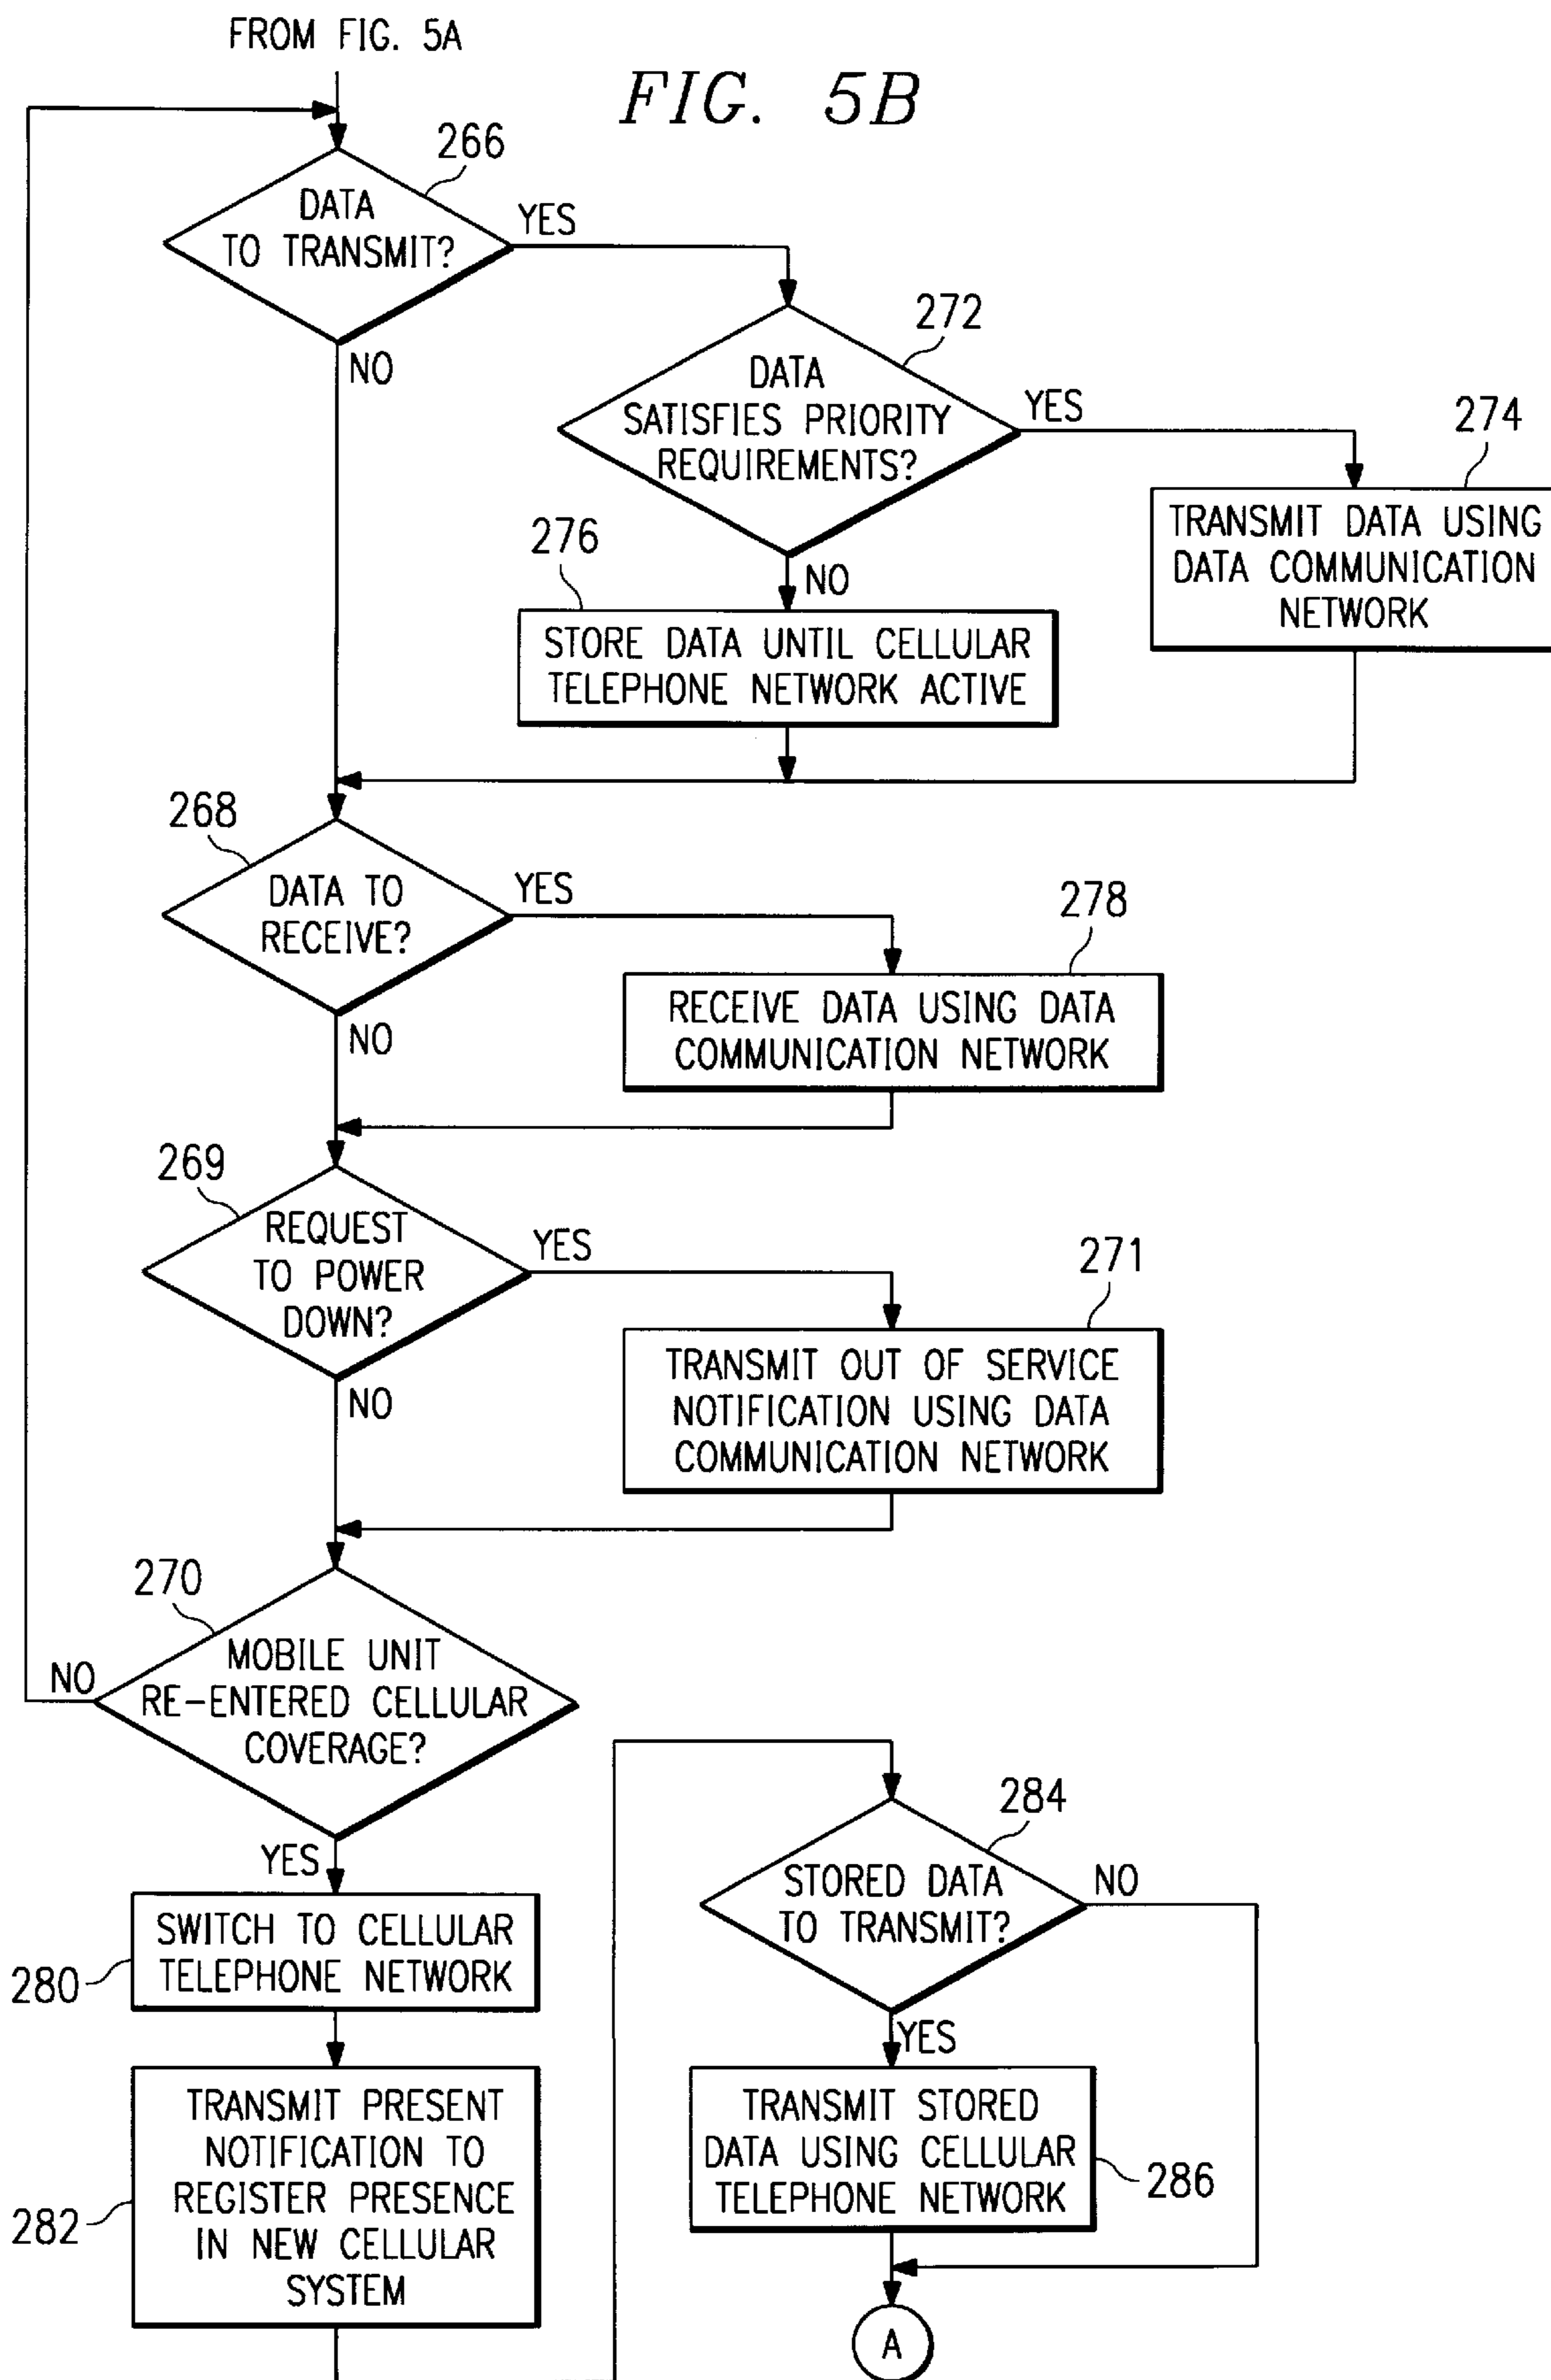 FROM FIG. 5A
FIG. 5B
266
DATA
TO TRANSMIT?
YES
NO
272
DATA
SATISFIES PRIORITY
REQUIREMENTS?
YES
NO
274
TRANSMIT DATA USING
DATA COMMUNICATION
NETWORK
276
STORE DATA UNTIL CELLULAR
TELEPHONE NETWORK ACTIVE
268
DATA TO
RECEIVE?
YES
NO
278
RECEIVE DATA USING DATA
COMMUNICATION NETWORK
269
REQUEST
TO POWER
DOWN?
YES
NO
271
TRANSMIT OUT OF SERVICE
NOTIFICATION USING DATA
COMMUNICATION NETWORK
270
MOBILE UNIT
RE-ENTERED CELLULAR
COVERAGE?
NO
YES
SWITCH TO CELLULAR
TELEPHONE NETWORK
280
TRANSMIT PRESENT
NOTIFICATION TO
REGISTER PRESENCE
IN NEW CELLULAR
SYSTEM
282
284
STORED DATA
TO TRANSMIT?
NO
YES
TRANSMIT STORED
DATA USING CELLULAR
TELEPHONE NETWORK
286
A